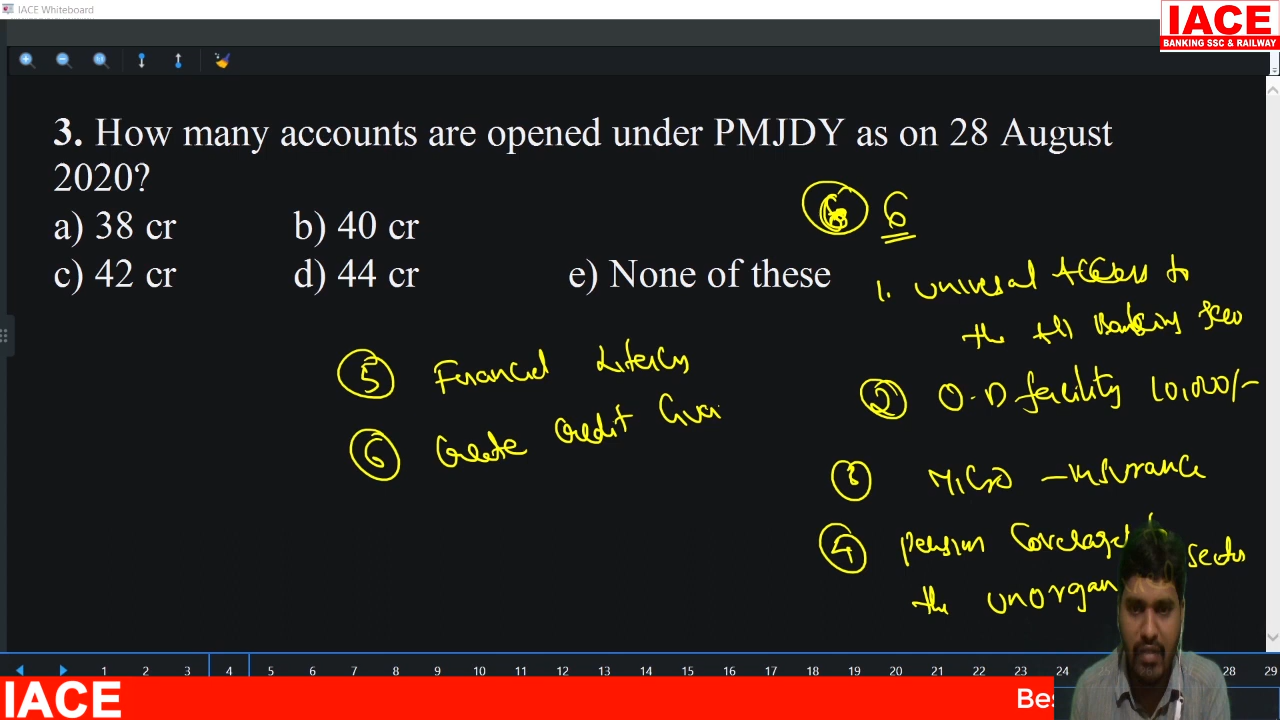 IACE Whiteboard
IACE
BANKING SSC & RAILWAY
3. How many accounts are opened under PMJDY as on 28 August
2020?
a) 38 cr b) 40 cr
c) 42 cr d) 44 cr e) None of these
6
1. universal Access to
the All Banking
2 O.D facility 10,000/-
3 Micro - insurance
4 pension Coverage
the unorgan
5 Financial Literacy
6 Create Credit
1 2 3 4 5 6 7 8 9 10 11 12 13 14 15 16 17 18 19 20 21 22 23 24 28 29
IACE